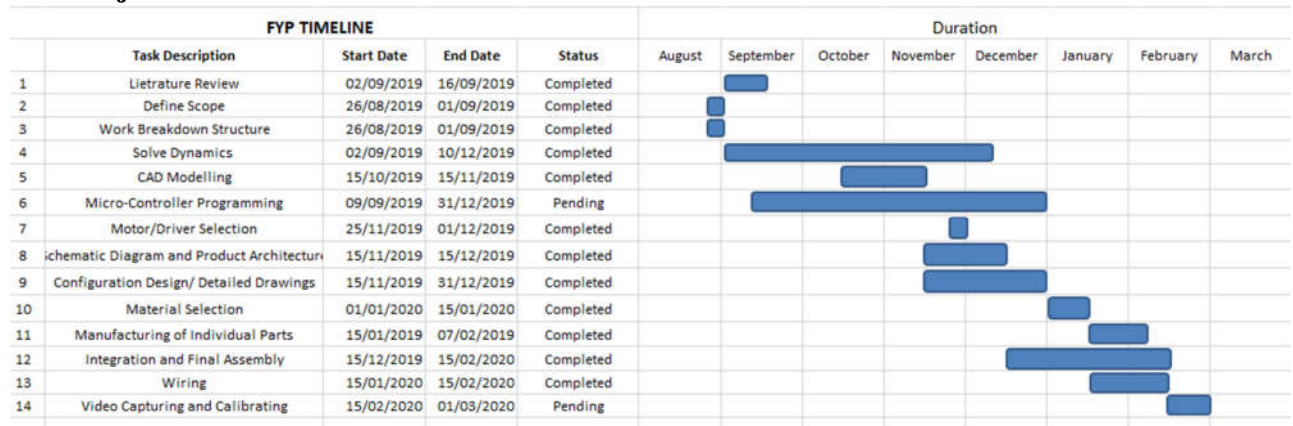 FYP TIMELINE Duration
Task Description Start Date End Date Status August September October November December January February March
1 Lietrature Review 02/09/2019 16/09/2019 Completed
2 Define Scope 26/08/2019 01/09/2019 Completed
3 Work Breakdown Structure 26/08/2019 01/09/2019 Completed
4 Solve Dynamics 02/09/2019 10/12/2019 Completed
5 CAD Modelling 15/10/2019 15/11/2019 Completed
6 Micro-Controller Programming 09/09/2019 31/12/2019 Pending
7 Motor/Driver Selection 25/11/2019 01/12/2019 Completed
8 chematic Diagram and Product Architectur 15/11/2019 15/12/2019 Completed
9 Configuration Design/ Detailed Drawings 15/11/2019 31/12/2019 Completed
10 Material Selection 01/01/2020 15/01/2020 Completed
11 Manufacturing of Individual Parts 15/01/2019 07/02/2019 Completed
12 Integration and Final Assembly 15/12/2019 15/02/2020 Completed
13 Wiring 15/01/2020 15/02/2020 Completed
14 Video Capturing and Calibrating 15/02/2020 01/03/2020 Pending